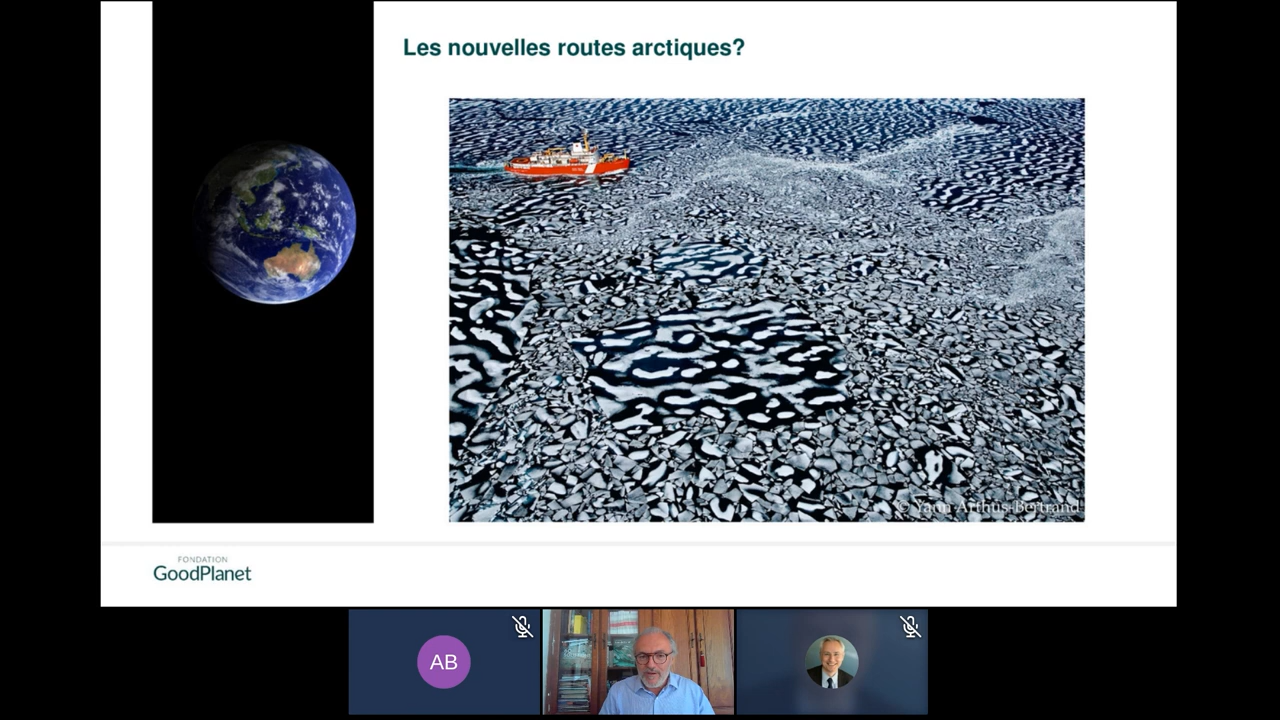 Les nouvelles routes arctiques?
© Yann Arthus-Bertrand
FONDATION
GoodPlanet
AB